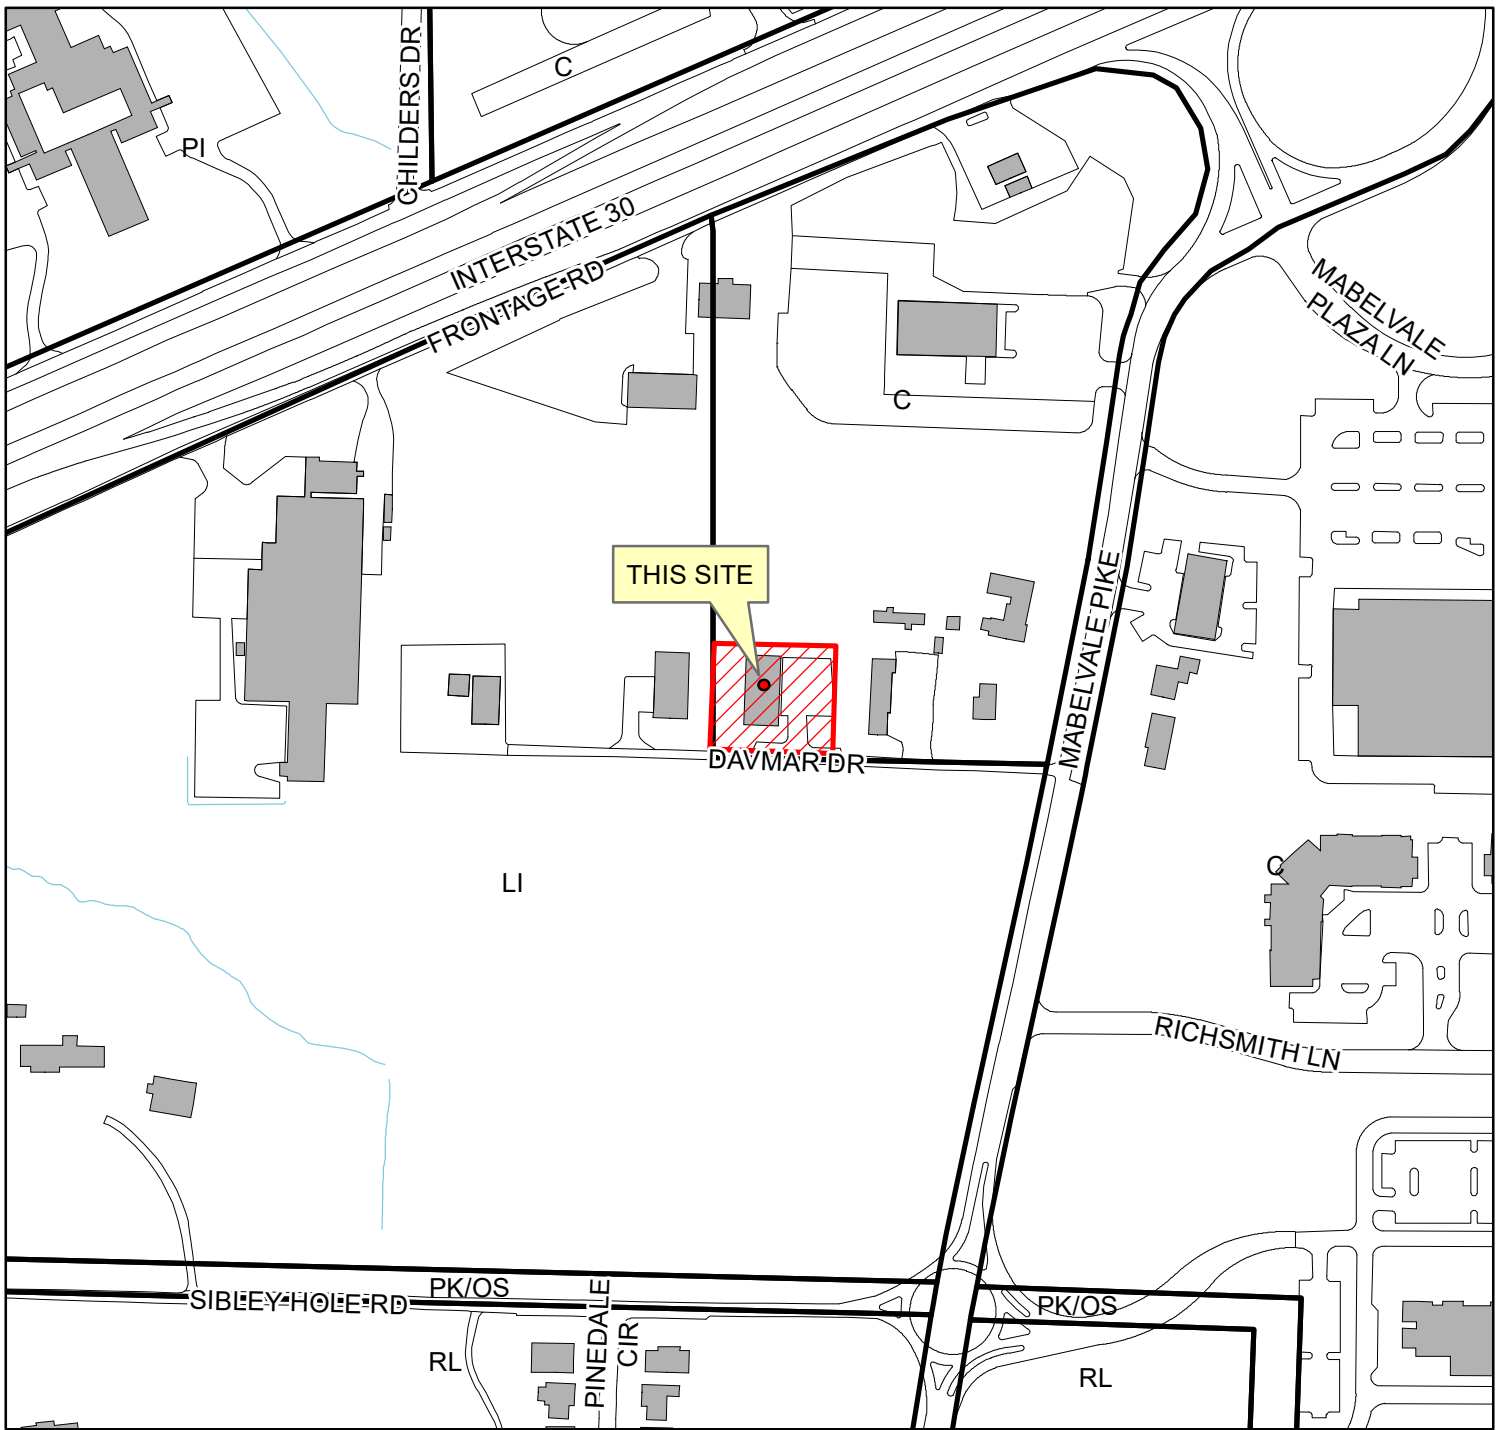 C
CHILDERS DR
PI
INTERSTATE 30
FRONTAGE RD
MABELVALE
PLAZA LN
C
THIS SITE
MABELVALE PIKE
DAVMAR DR
LI
C
RICHSMITH LN
PK/OS
SIBLEY HOLE RD
PINEDALE
CIR
PK/OS
RL
RL